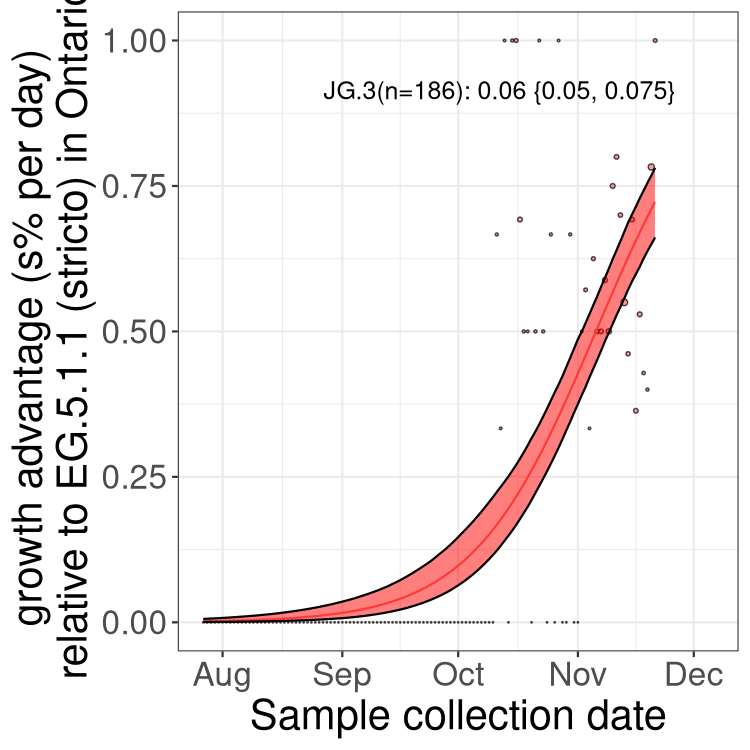 growth advantage (s% per day)
relative to EG.5.1.1 (stricto) in Ontario
1.00
0.75
0.50
0.25
0.00
JG.3(n=186): 0.06 {0.05, 0.075}
Aug Sep Oct Nov Dec
Sample collection date